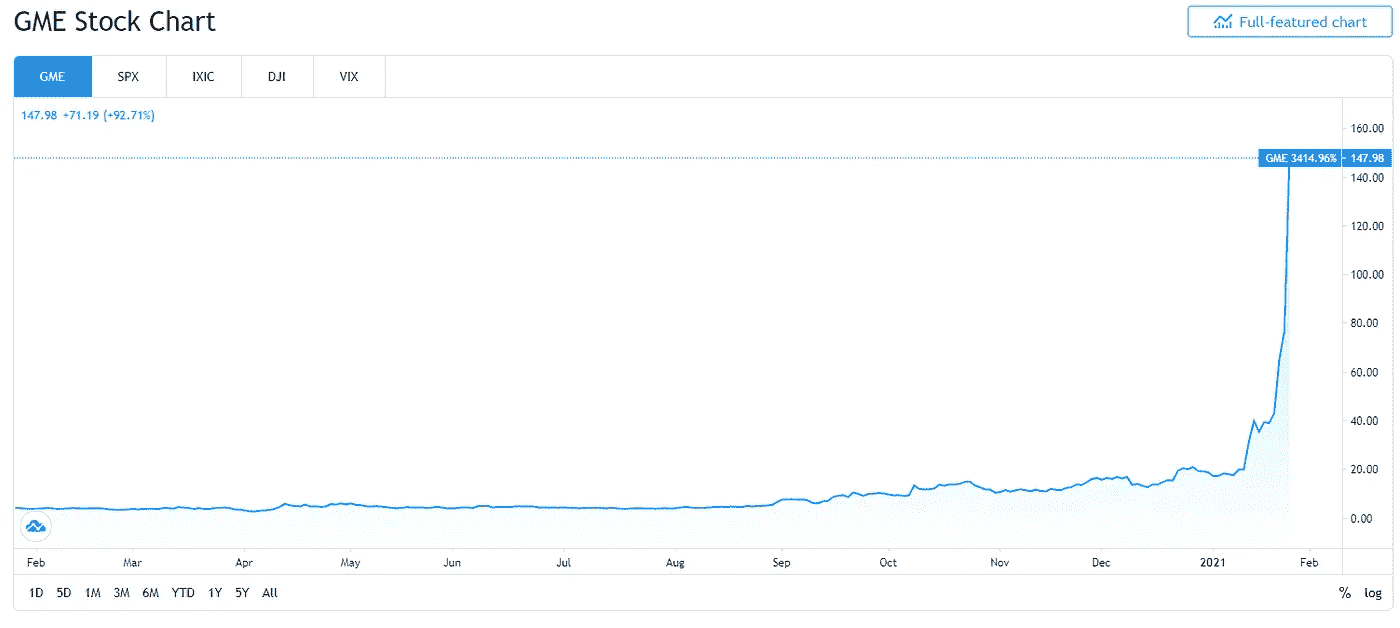 GME Stock Chart
Full-featured chart
GME SPX IXIC DJI VIX
147.98 +71.19 (+92.71%)
160.00
GME 3414.96% 147.98
140.00
120.00
100.00
80.00
60.00
40.00
20.00
0.00
Feb Mar Apr May Jun Jul Aug Sep Oct Nov Dec 2021 Feb
1D 5D 1M 3M 6M YTD 1Y 5Y All % log